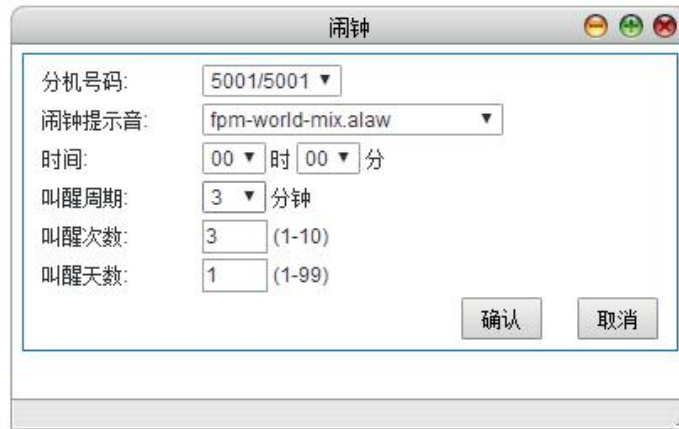 闹钟
分机号码: 5001/5001
闹钟提示音: fpm-world-mix.alaw
时间: 00 时 00 分
叫醒周期: 3 分钟
叫醒次数: 3 (1-10)
叫醒天数: 1 (1-99)
确认 取消